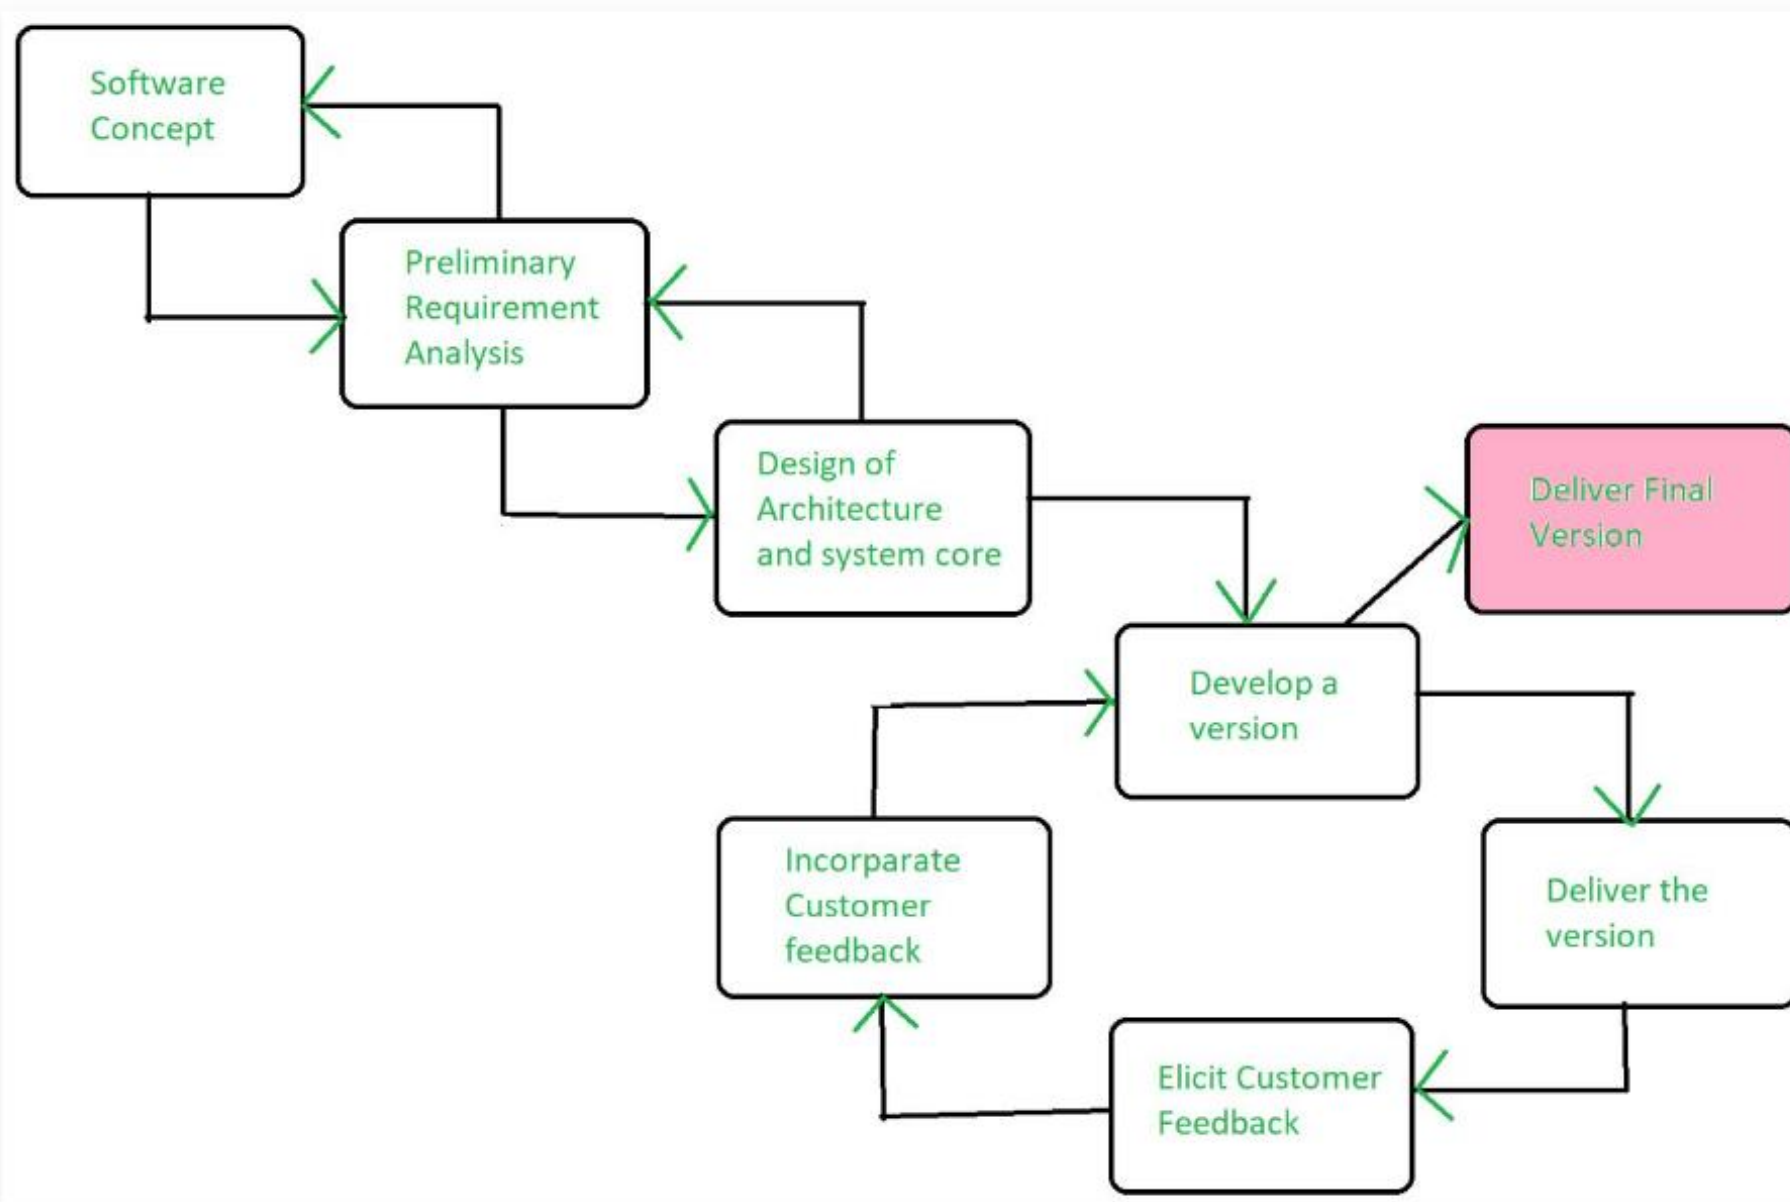 Software
Concept
Preliminary
Requirement
Analysis
Design of
Architecture
and system core
Deliver Final
Version
Develop a
version
Incorparate
Customer
feedback
Deliver the
version
Elicit Customer
Feedback